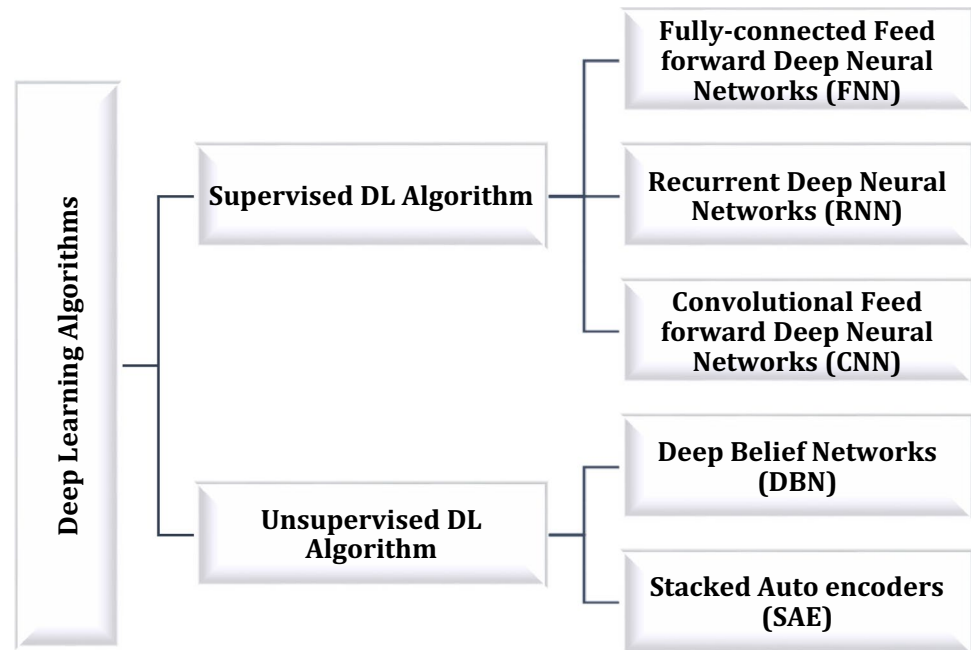 Deep Learning Algorithms
Supervised DL Algorithm
Fully-connected Feed
forward Deep Neural
Networks (FNN)
Recurrent Deep Neural
Networks (RNN)
Convolutional Feed
forward Deep Neural
Networks (CNN)
Unsupervised DL
Algorithm
Deep Belief Networks
(DBN)
Stacked Auto encoders
(SAE)